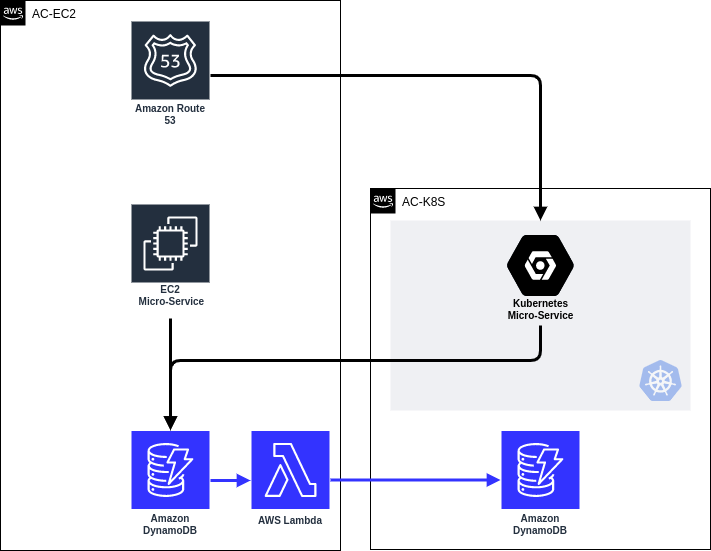 aws
AC-EC2
53
Amazon Route
53
aws
AC-K8S
EC2
Micro-Service
Kubernetes
Micro-Service
Amazon
DynamoDB
AWS Lambda
Amazon
DynamoDB